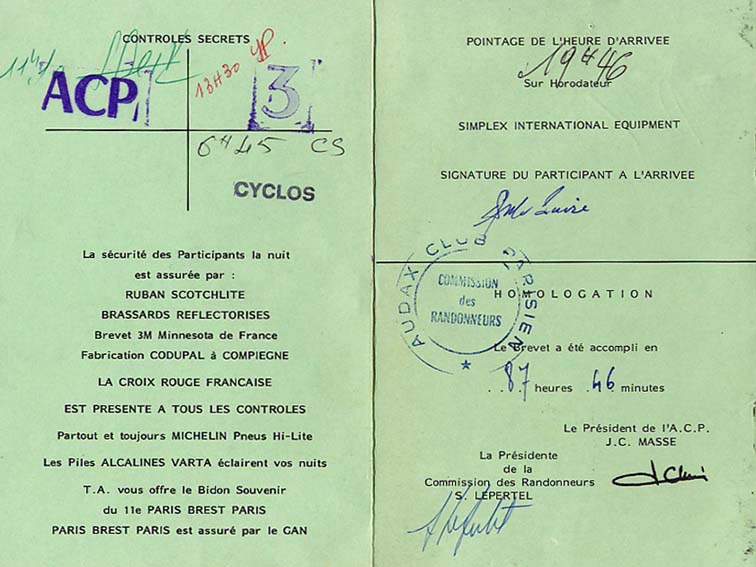 CONTROLES SECRETS
13H30
ACP
3
6H45 CS
CYCLOS
La sécurité des Participants la nuit
est assurée par :
RUBAN SCOTCHLITE
BRASSARDS REFLECTORISES
Brevet 3M Minnesota de France
Fabrication CODUPAL à COMPIEGNE
LA CROIX ROUGE FRANCAISE
EST PRESENTE A TOUS LES CONTROLES
Partout et toujours MICHELIN Pneus Hi-Lite
Les Piles ALCALINES VARTA éclairent vos nuits
T.A. vous offre le Bidon Souvenir
du 11e PARIS BREST PARIS
PARIS BREST PARIS est assuré par le GAN
POINTAGE DE L'HEURE D'ARRIVEE
19H46
Sur Horodateur
SIMPLEX INTERNATIONAL EQUIPMENT
SIGNATURE DU PARTICIPANT A L'ARRIVEE
AUDAX CLUB PARISIEN
COMMISSION
des
RANDONNEURS
HOMOLOGATION
Le Brevet a été accompli en
87 heures 46 minutes
Le Président de l'A.C.P.
J.C. MASSE
La Présidente
de la
Commission des Randonneurs
S. LEPERTEL